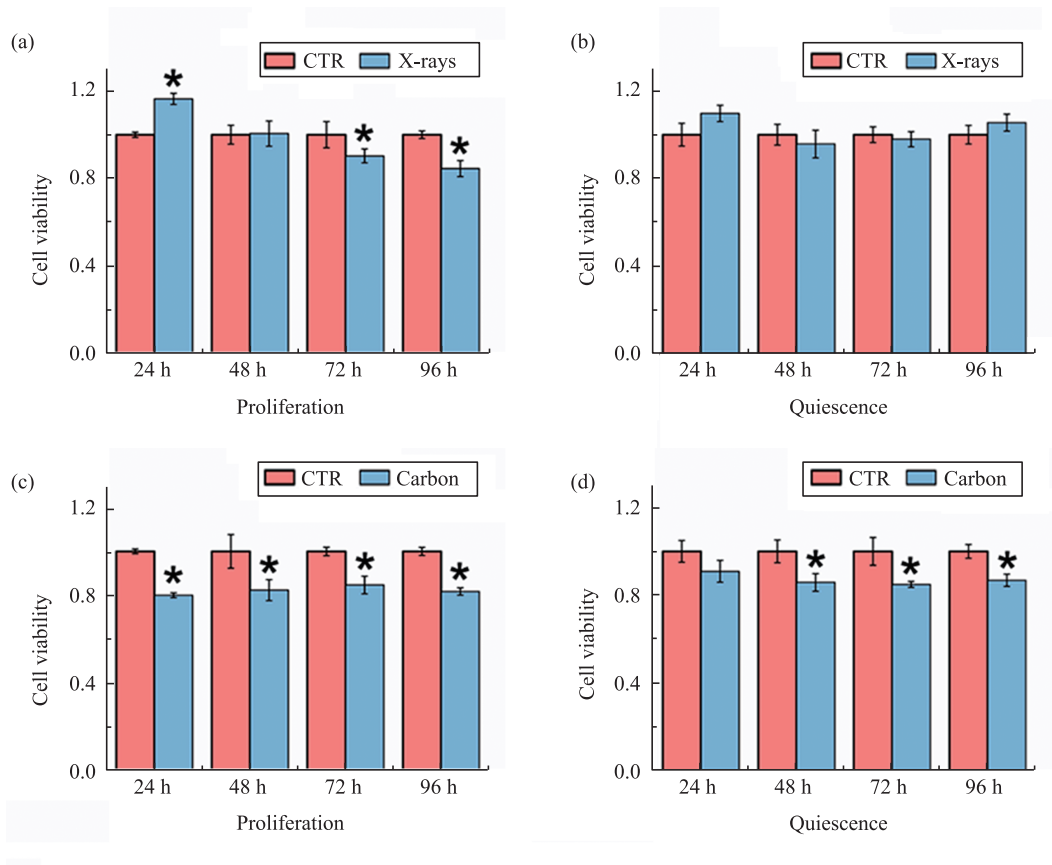 (a)
CTR X-rays
Cell viability
1.2
0.8
0.4
0.0
*
*
*
24 h 48 h 72 h 96 h
Proliferation
(b)
CTR X-rays
Cell viability
1.2
0.8
0.4
0.0
24 h 48 h 72 h 96 h
Quiescence
(c)
CTR Carbon
Cell viability
1.2
0.8
0.4
0.0
* * * *
24 h 48 h 72 h 96 h
Proliferation
(d)
CTR Carbon
Cell viability
1.2
0.8
0.4
0.0
* * *
24 h 48 h 72 h 96 h
Quiescence